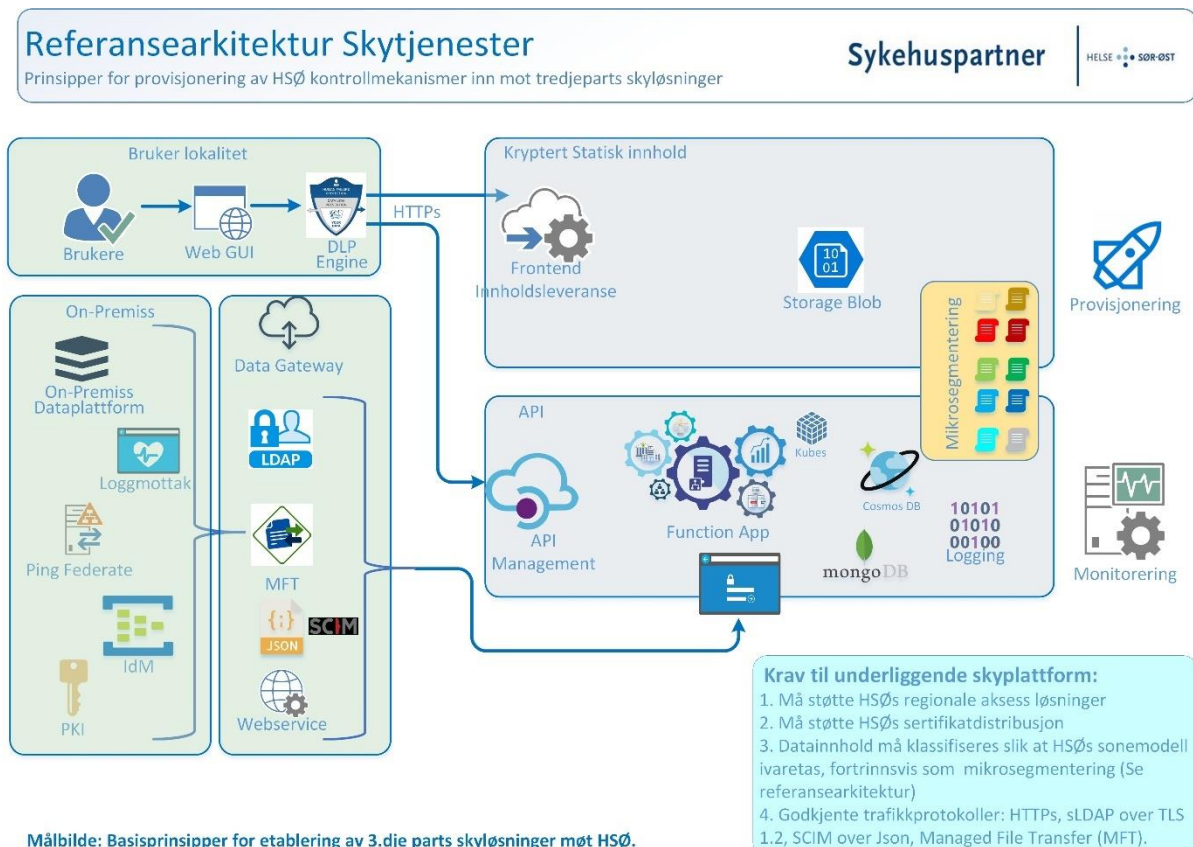 Referansearkitektur Skytjenester
Prinsipper for provisjonering av HSØ kontrollmekanismer inn mot tredjeparts skyløsninger
Sykehuspartner
HELSE SØR-ØST
Bruker lokalitet
Brukere
Web GUI
DLP
Engine
HTTPs
Kryptert Statisk innhold
Frontend
Innholdsleveranse
10
01
Storage Blob
Mikrosegmentering
Provisjonering
On-Premiss
On-Premiss
Dataplattform
Loggmottak
Ping Federate
IdM
PKI
Data Gateway
LDAP
MFT
{;}
JSON
SCIM
Webservice
API
API
Management
Function App
Kubes
Cosmos DB
mongoDB
10101
01010
00100
Logging
Monitorering
Krav til underliggende skyplattform:
1. Må støtte HSØs regionale aksess løsninger
2. Må støtte HSØs sertifikatdistribusjon
3. Datainnhold må klassifiseres slik at HSØs sonemodell
ivaretas, fortrinnsvis som mikrosegmentering (Se
referansearkitektur)
4. Godkjente trafikkprotokoller: HTTPs, sLDAP over TLS
1.2, SCIM over Json, Managed File Transfer (MFT).
Målbilde: Basisprinsipper for etablering av 3.die parts skyløsninger møt HSØ.